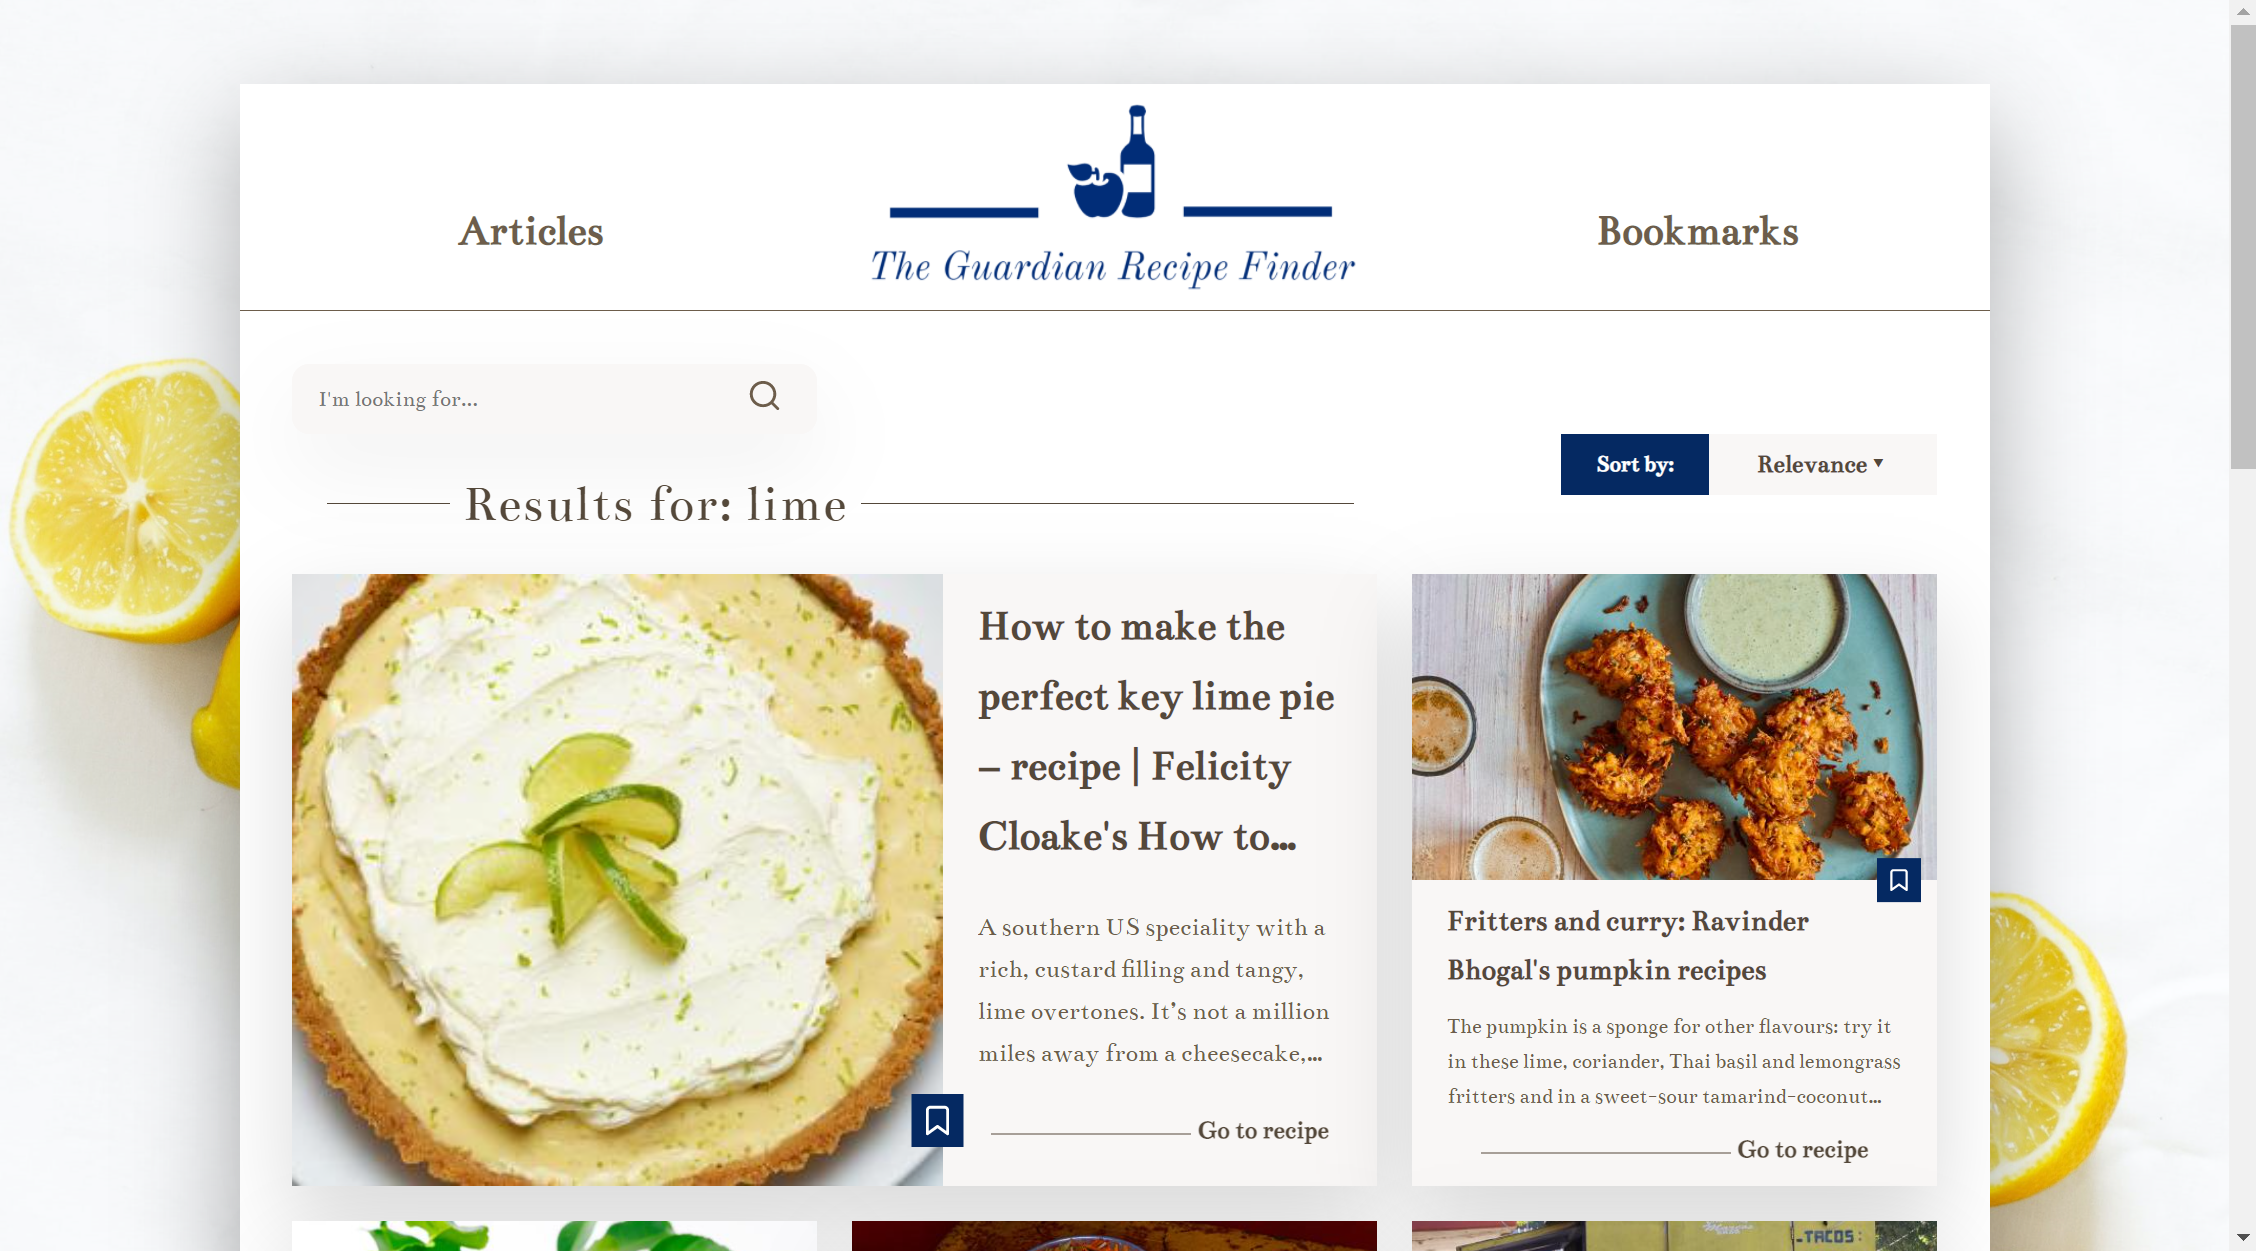 Articles
The Guardian Recipe Finder
Bookmarks
I'm looking for...
Sort by:
Relevance ▾
Results for: lime
How to make the
perfect key lime pie
– recipe | Felicity
Cloake's How to...
A southern US speciality with a
rich, custard filling and tangy,
lime overtones. It’s not a million
miles away from a cheesecake,...
Go to recipe
Fritters and curry: Ravinder
Bhogal's pumpkin recipes
The pumpkin is a sponge for other flavours: try it
in these lime, coriander, Thai basil and lemongrass
fritters and in a sweet-sour tamarind-coconut...
Go to recipe
TACOS